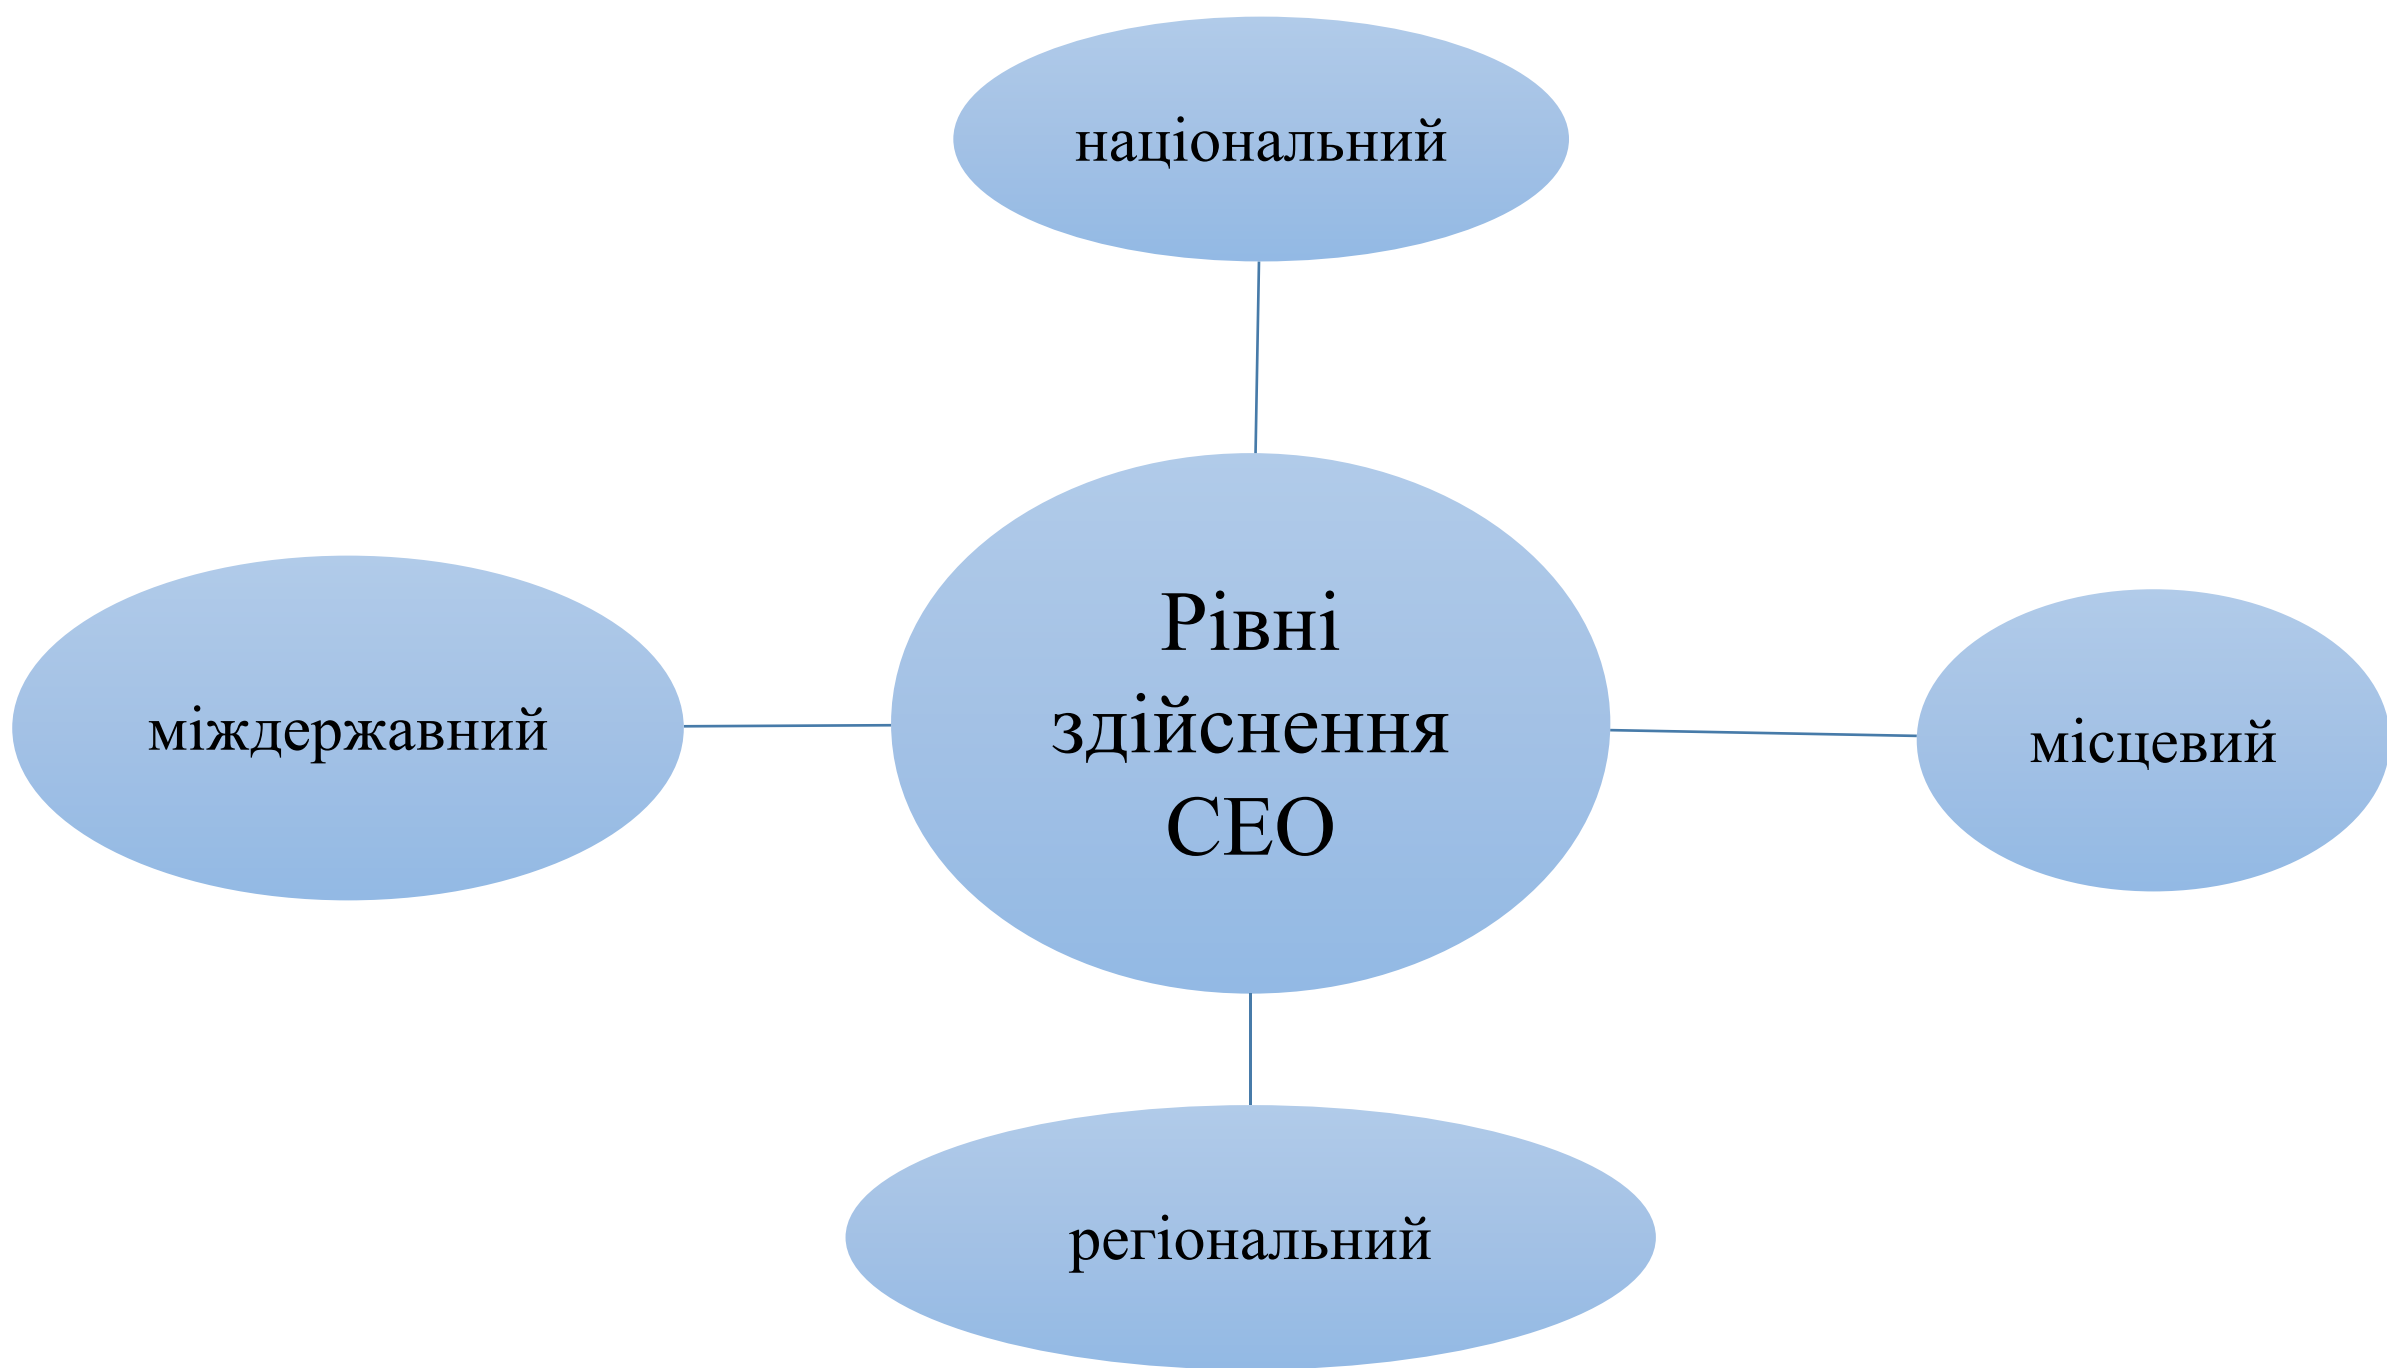 національний
міждержавний
Рівні
здійснення
СЕО
місцевий
регіональний